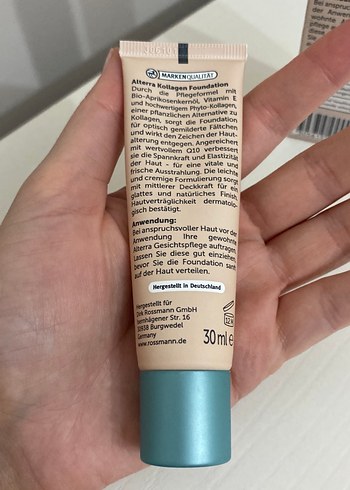 MARKENQUALITÄT
Alterra Kollagen Foundation
Durch die Pflegeformel mit
Bio-Aprikosenkernöl, Vitamin E
und hochwertigem Phyto-Kollagen,
einer pflanzlichen Alternative zu
Kollagen, sorgt die Foundation
für optisch gemilderte Fältchen
und wirkt den Zeichen der Haut-
alterung entgegen. Angereichert
mit wertvollem Q10 verbessert
sie die Spannkraft und Elastizität
der Haut - für eine vitale und
frische Ausstrahlung. Die leichte
und cremige Formulierung sorgt
mit mittlerer Deckkraft für ein
glattes und natürliches Finish.
Hautverträglichkeit dermatolo-
gisch bestätigt.
Anwendung:
Bei anspruchsvoller Haut vor der
Anwendung Ihre gewohnte
Alterra Gesichtspflege auftragen.
Lassen Sie diese gut einziehen,
bevor Sie die Foundation sanft
auf der Haut verteilen.
Hergestellt in Deutschland
Hergestellt für
Dirk Rossmann GmbH
Isernhägener Str. 16
30938 Burgwedel
Germany
www.rossmann.de
12 M
30 ml e